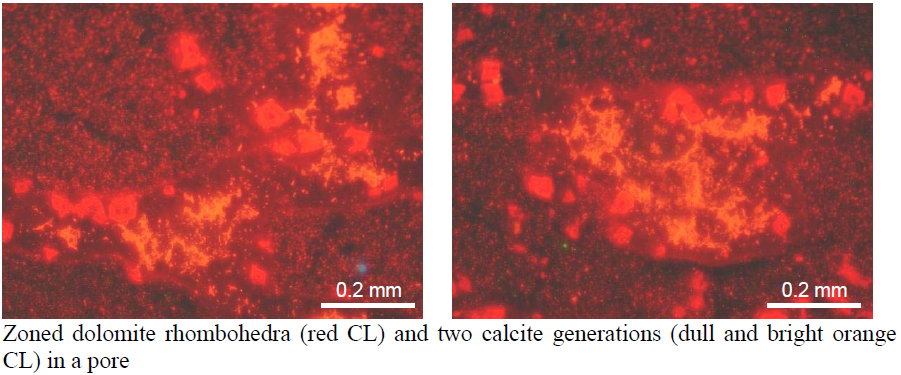 0.2 mm
0.2 mm
Zoned dolomite rhombohedra (red CL) and two calcite generations (dull and bright orange
CL) in a pore